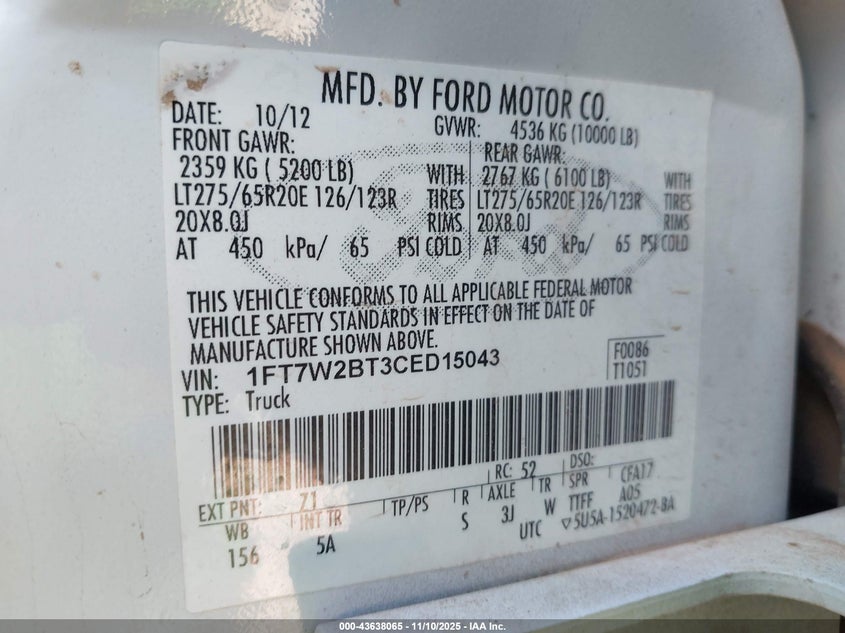 MFD. BY FORD MOTOR CO.
DATE: 10/12 GVWR: 4536 KG (10000 LB)
FRONT GAWR: REAR GAWR:
2359 KG ( 5200 LB) WITH 2767 KG ( 6100 LB) WITH
LT275/65R20E 126/123R TIRES LT275/65R20E 126/123R TIRES
20X8.0J RIMS 20X8.0J RIMS
AT 450 kPa/ 65 PSI COLD AT 450 kPa/ 65 PSI COLD
THIS VEHICLE CONFORMS TO ALL APPLICABLE FEDERAL MOTOR
VEHICLE SAFETY STANDARDS IN EFFECT ON THE DATE OF
MANUFACTURE SHOWN ABOVE.
VIN: 1FT7W2BT3CED15043 F0086
TYPE: Truck T1051
RC: 52 DSO:
EXT PNT: 71 TP/PS R AXLE TR SPR CFA17
WB INT TR S 3J W TTFF A05
156 5A UTC ▽5U5A-1520472-BA
000-43638065 — 11/10/2025 — IAA Inc.